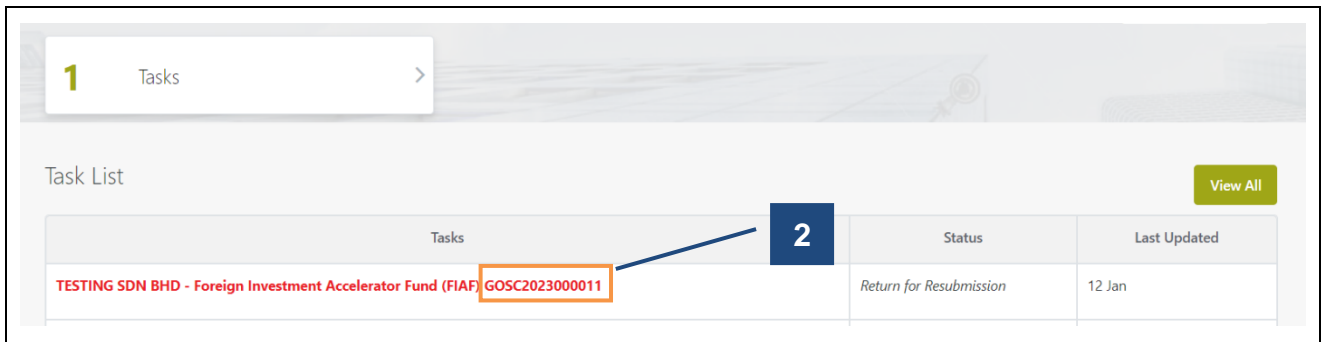 1 Tasks
Task List
View All
2
Tasks Status Last Updated
TESTING SDN BHD - Foreign Investment Accelerator Fund (FIAF) GOSC2023000011 Return for Resubmission 12 Jan